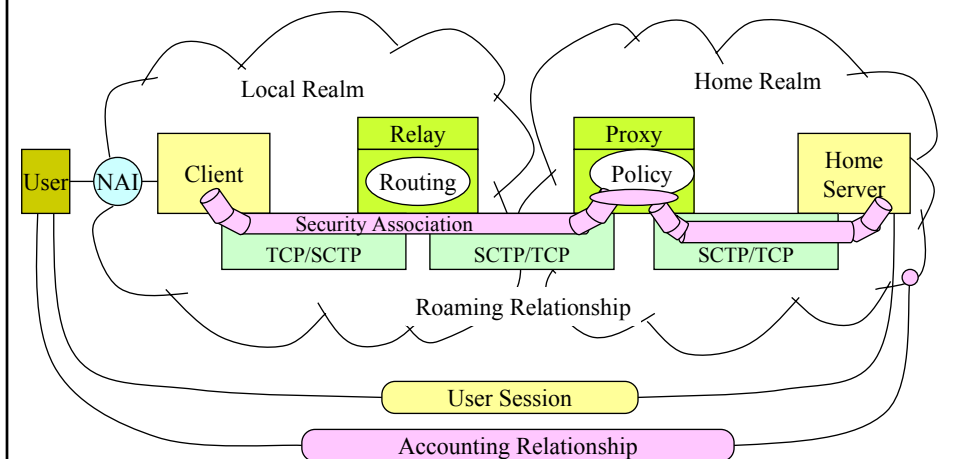 Local Realm
Home Realm
Relay
Proxy
User
NAI
Client
Routing
Policy
Home
Server
Security Association
TCP/SCTP
SCTP/TCP
SCTP/TCP
Roaming Relationship
User Session
Accounting Relationship